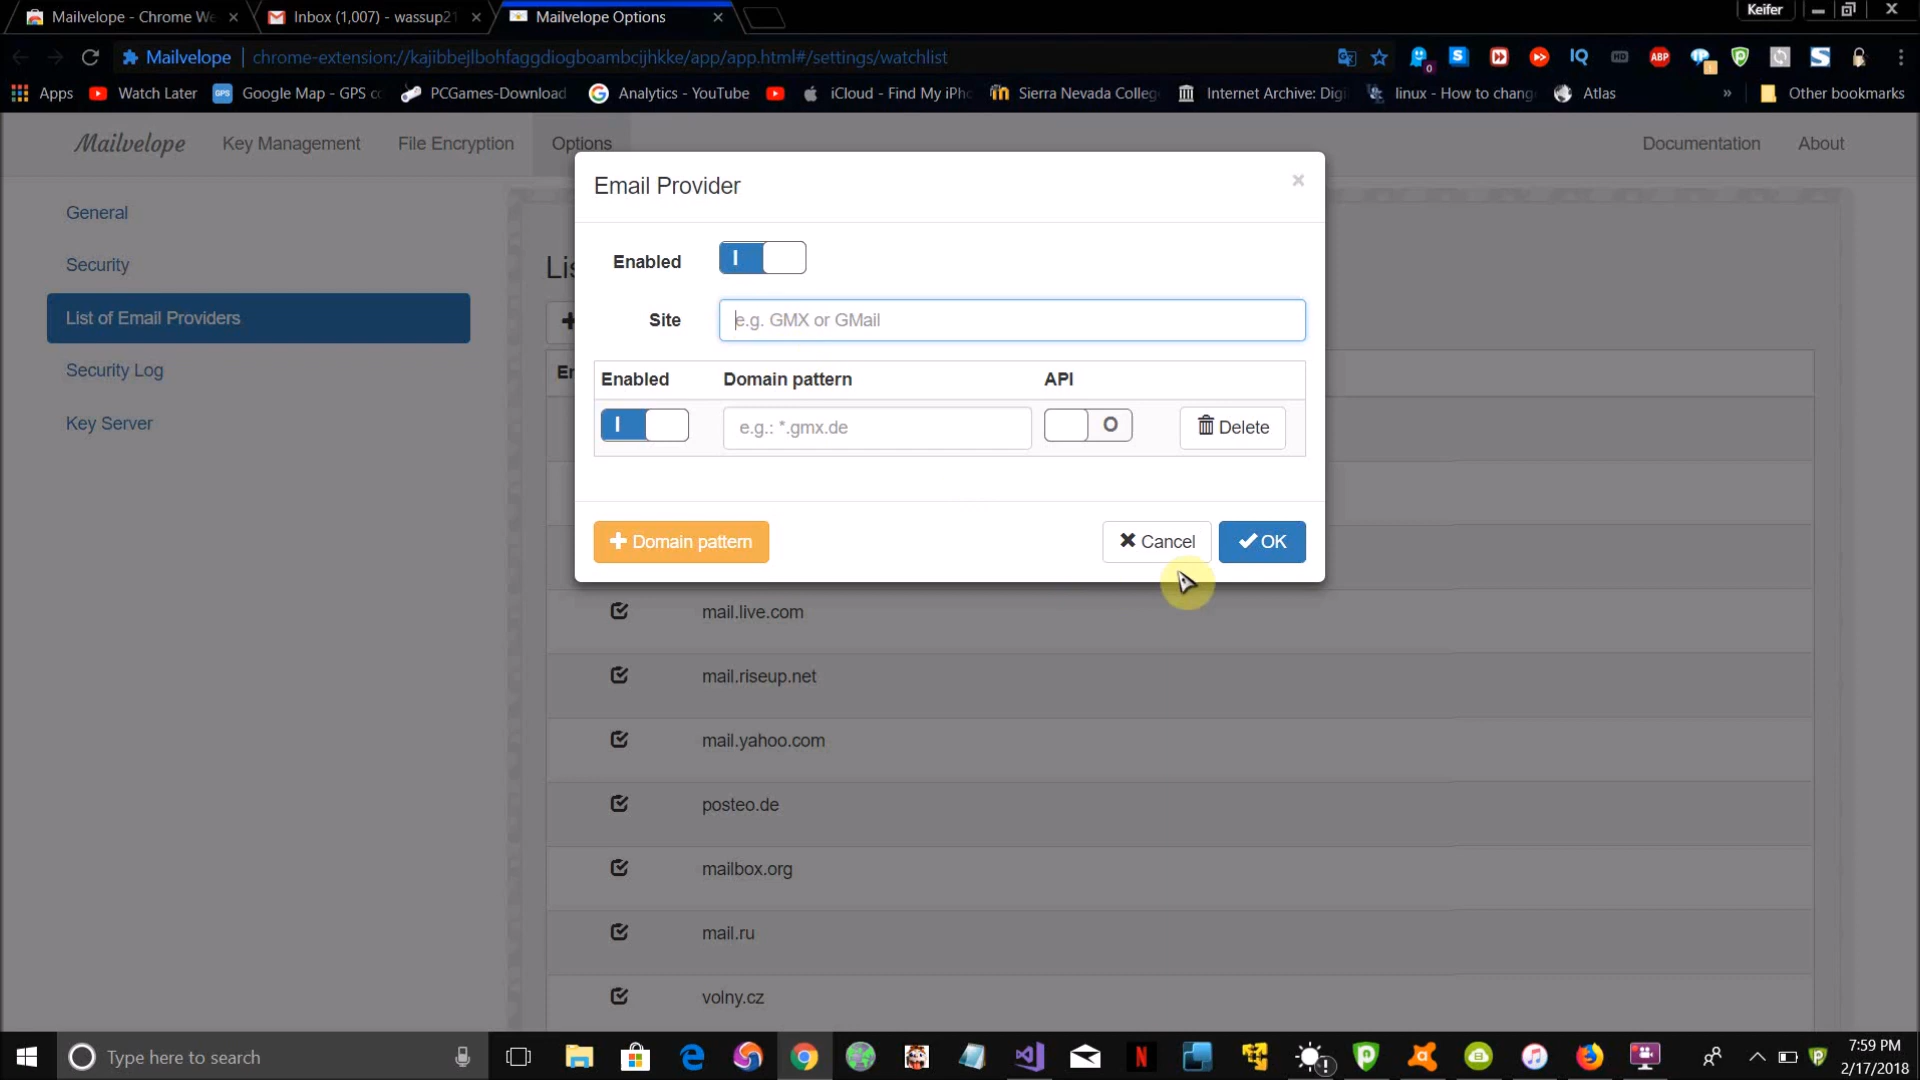 Mailvelope - Chrome We
Inbox (1,007) - wassup21
Mailvelope Options
Keifer
Mailvelope
chrome-extension://kajibbejlbohfaggdiogboambcijhkke/app/app.html#/settings/watchlist
Apps
Watch Later
Google Map - GPS co
PCGames-Download
Analytics - YouTube
iCloud - Find My iPho
Sierra Nevada College
Internet Archive: Digi
linux - How to change
Atlas
»
Other bookmarks
Mailvelope
Key Management
File Encryption
Options
Documentation
About
General
Security
List of Email Providers
Security Log
Key Server
Email Provider
×
Enabled
I
Site
e.g. GMX or GMail
Enabled
Domain pattern
API
I
e.g.: *.gmx.de
O
Delete
Domain pattern
Cancel
OK
mail.live.com
mail.riseup.net
mail.yahoo.com
posteo.de
mailbox.org
mail.ru
volny.cz
Type here to search
7:59 PM
2/17/2018